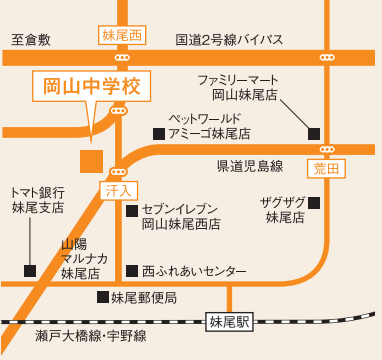 至倉敷
妹尾西
国道2号線バイパス
岡山中学校
ファミリーマート
岡山妹尾店
ペットワールド
アミーゴ妹尾店
県道児島線
荒田
汗入
トマト銀行
妹尾支店
セブンイレブン
岡山妹尾西店
ザグザグ
妹尾店
山陽
マルナカ
妹尾店
西ふれあいセンター
妹尾郵便局
妹尾駅
瀬戸大橋線・宇野線